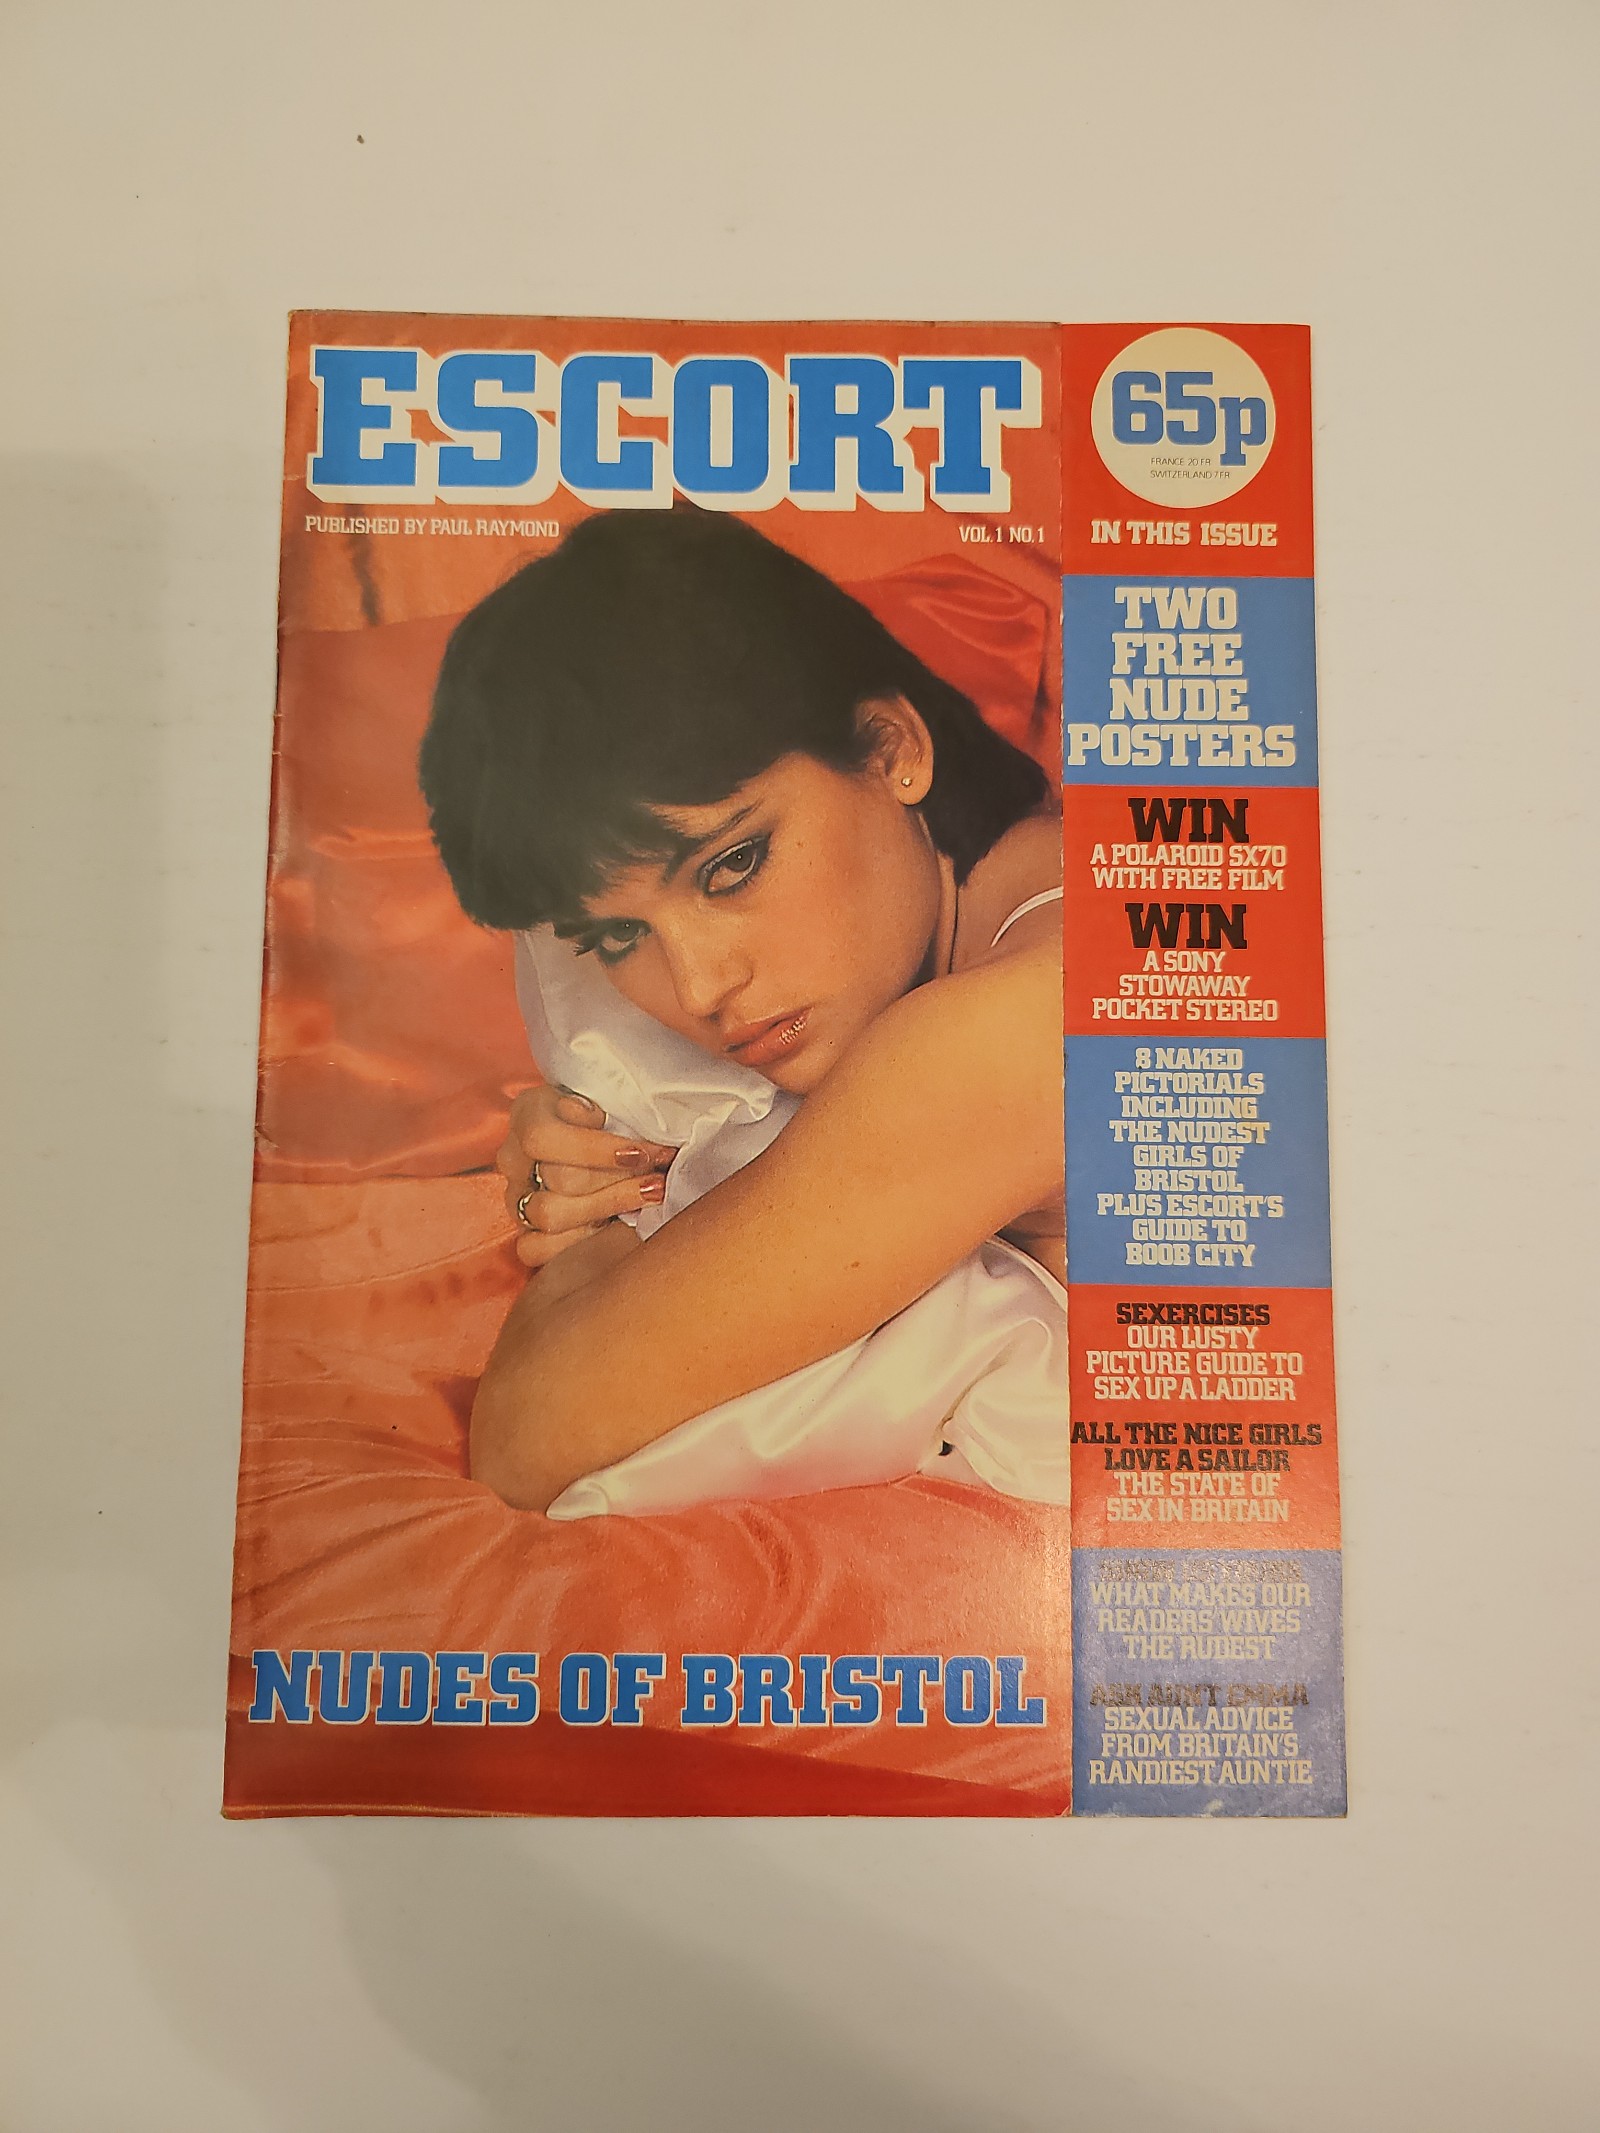 ESCORT
PUBLISHED BY PAUL RAYMOND
VOL.1 NO.1
NUDES OF BRISTOL
65p
FRANCE 20 FR
SWITZERLAND 7 FR
IN THIS ISSUE
TWO
FREE
NUDE
POSTERS
WIN
A POLAROID SX70
WITH FREE FILM
WIN
A SONY
STOWAWAY
POCKET STEREO
8 NAKED
PICTORIALS
INCLUDING
THE NUDEST
GIRLS OF
BRISTOL
PLUS ESCORT'S
GUIDE TO
BOOB CITY
SEXERCISES
OUR LUSTY
PICTURE GUIDE TO
SEX UP A LADDER
ALL THE NICE GIRLS
LOVE A SAILOR
THE STATE OF
SEX IN BRITAIN
WHAT MAKES OUR
READERS' WIVES
THE RUDEST
ASK AUNT EMMA
SEXUAL ADVICE
FROM BRITAIN'S
RANDIEST AUNTIE